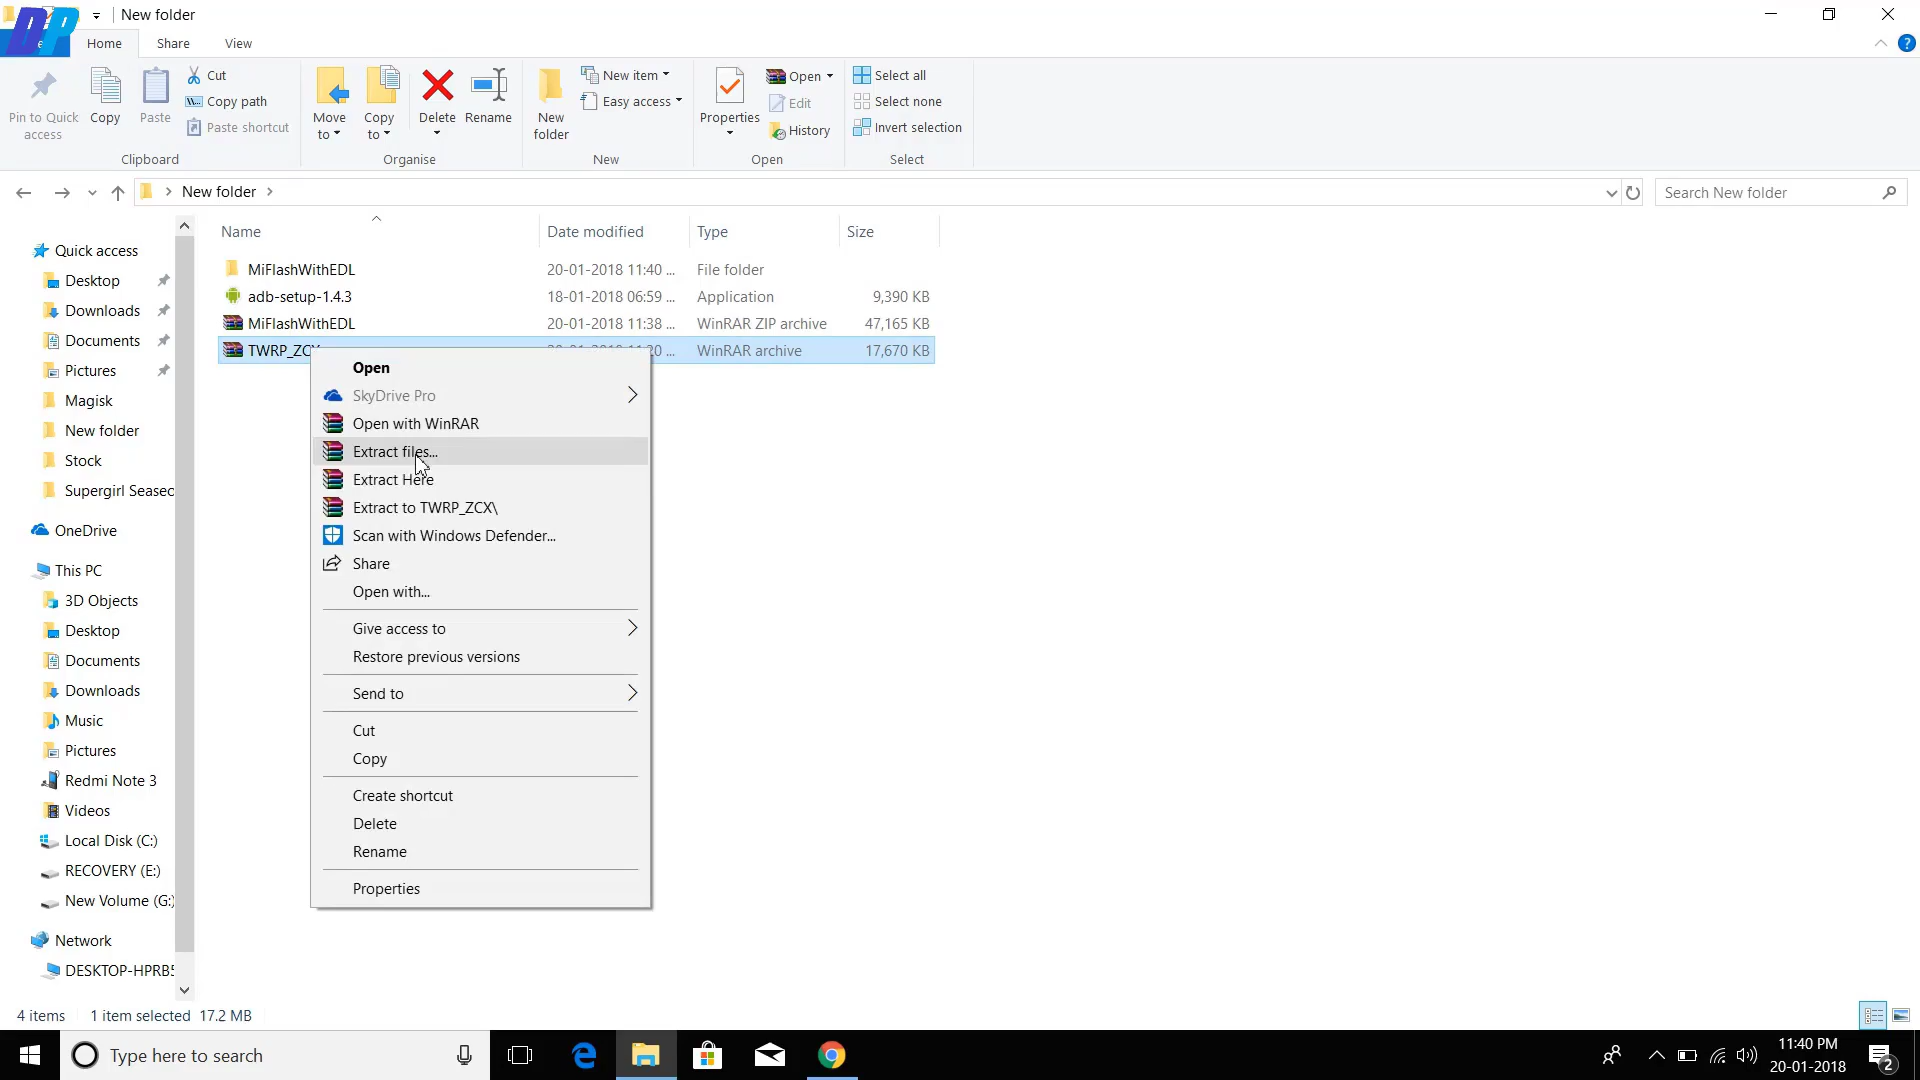 New folder
Home Share View
Pin to Quick access
Copy
Paste
Cut
Copy path
Paste shortcut
Clipboard
Move to
Copy to
Delete
Rename
Organise
New folder
New item
Easy access
New
Properties
Open
Edit
History
Open
Select all
Select none
Invert selection
Select
New folder
Search New folder
Name Date modified Type Size
MiFlashWithEDL 20-01-2018 11:40 ... File folder
adb-setup-1.4.3 18-01-2018 06:59 ... Application 9,390 KB
MiFlashWithEDL 20-01-2018 11:38 ... WinRAR ZIP archive 47,165 KB
TWRP_ZCX WinRAR archive 17,670 KB
Quick access
Desktop
Downloads
Documents
Pictures
Magisk
New folder
Stock
Supergirl Seasec
OneDrive
This PC
3D Objects
Desktop
Documents
Downloads
Music
Pictures
Redmi Note 3
Videos
Local Disk (C:)
RECOVERY (E:)
New Volume (G:)
Network
DESKTOP-HPRB5
Open
SkyDrive Pro
Open with WinRAR
Extract files...
Extract Here
Extract to TWRP_ZCX\
Scan with Windows Defender...
Share
Open with...
Give access to
Restore previous versions
Send to
Cut
Copy
Create shortcut
Delete
Rename
Properties
4 items 1 item selected 17.2 MB
Type here to search
11:40 PM
20-01-2018
2
DP